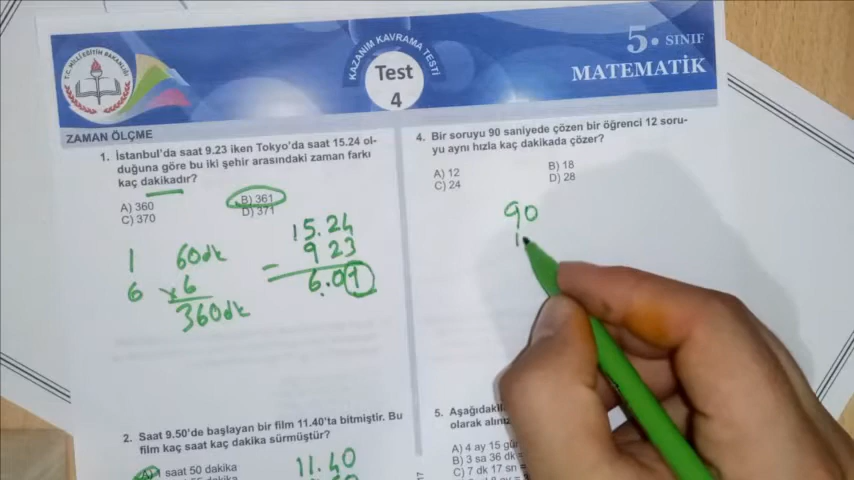 T.C. MİLLÎ EĞİTİM BAKANLIĞI
KAZANIM KAVRAMA TESTİ
Test
4
5. SINIF
MATEMATİK
ZAMAN ÖLÇME
1. İstanbul'da saat 9.23 iken Tokyo'da saat 15.24 ol-
duğuna göre bu iki şehir arasındaki zaman farkı
kaç dakikadır?
A) 360
B) 361
C) 370
D) 371
15.24
9 23
= 6.01
1 60dk
6 x6
360dk
2. Saat 9.50'de başlayan bir film 11.40'ta bitmiştir. Bu
film kaç saat kaç dakika sürmüştür?
saat 50 dakika
11.40
4. Bir soruyu 90 saniyede çözen bir öğrenci 12 soru-
yu aynı hızla kaç dakikada çözer?
A) 12
B) 18
C) 24
D) 28
90
1
5.
A) 4 ay 15
B) 3 sa 36 dk
C) 7 dk 17 sn
17